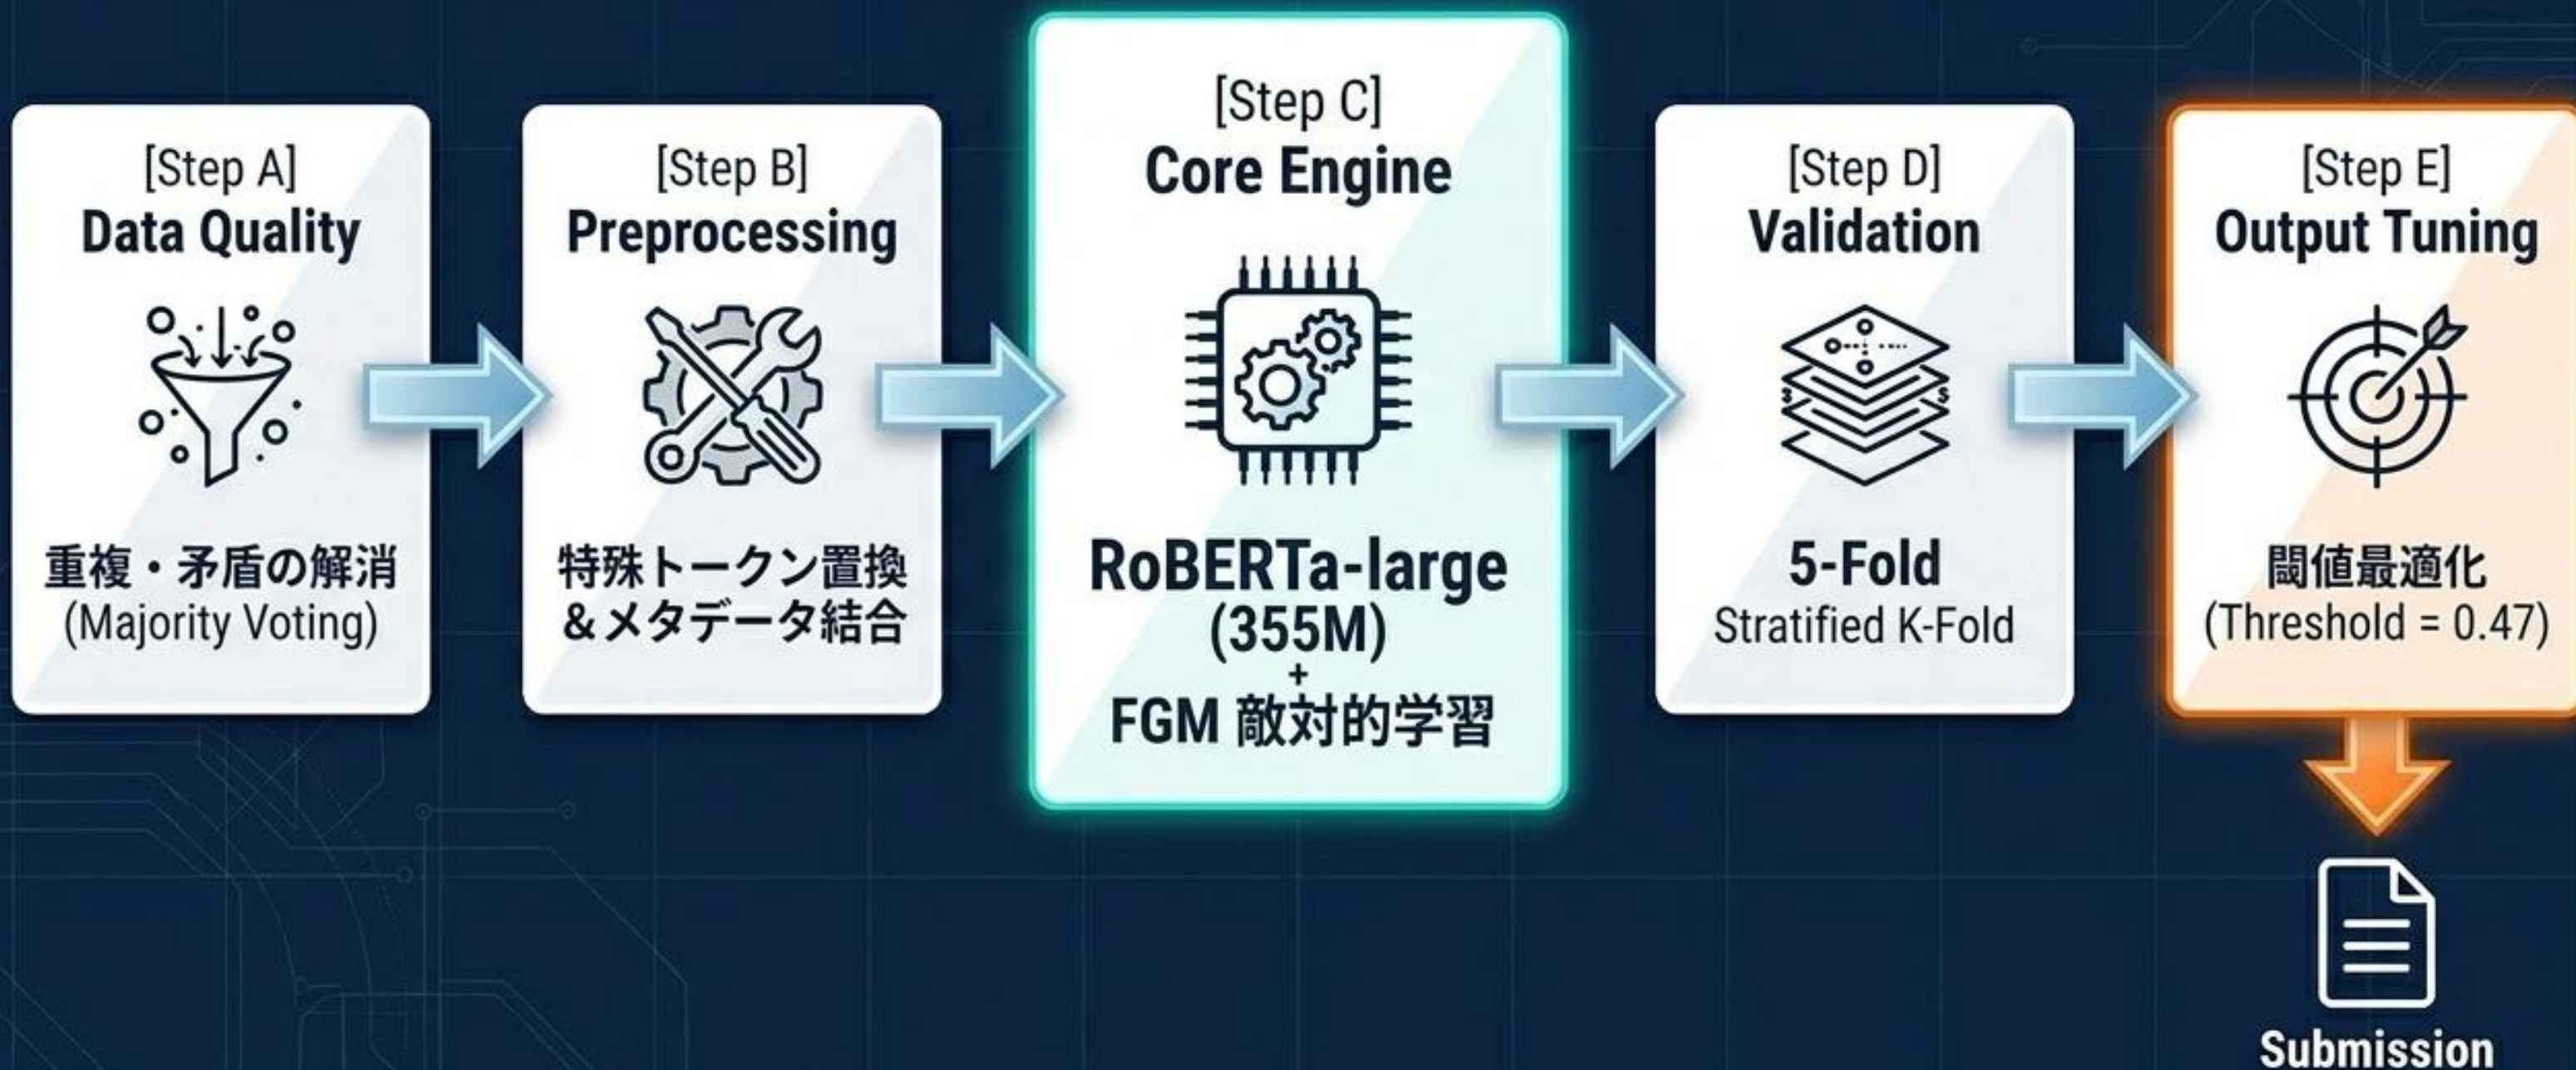 [Step A]
Data Quality
重複・矛盾の解消
(Majority Voting)
[Step B]
Preprocessing
特殊トークン置換
＆メタデータ結合
[Step C]
Core Engine
RoBERTa-large
(355M)
+
FGM 敵対的学習
[Step D]
Validation
5-Fold
Stratified K-Fold
[Step E]
Output Tuning
閾値最適化
(Threshold = 0.47)
Submission